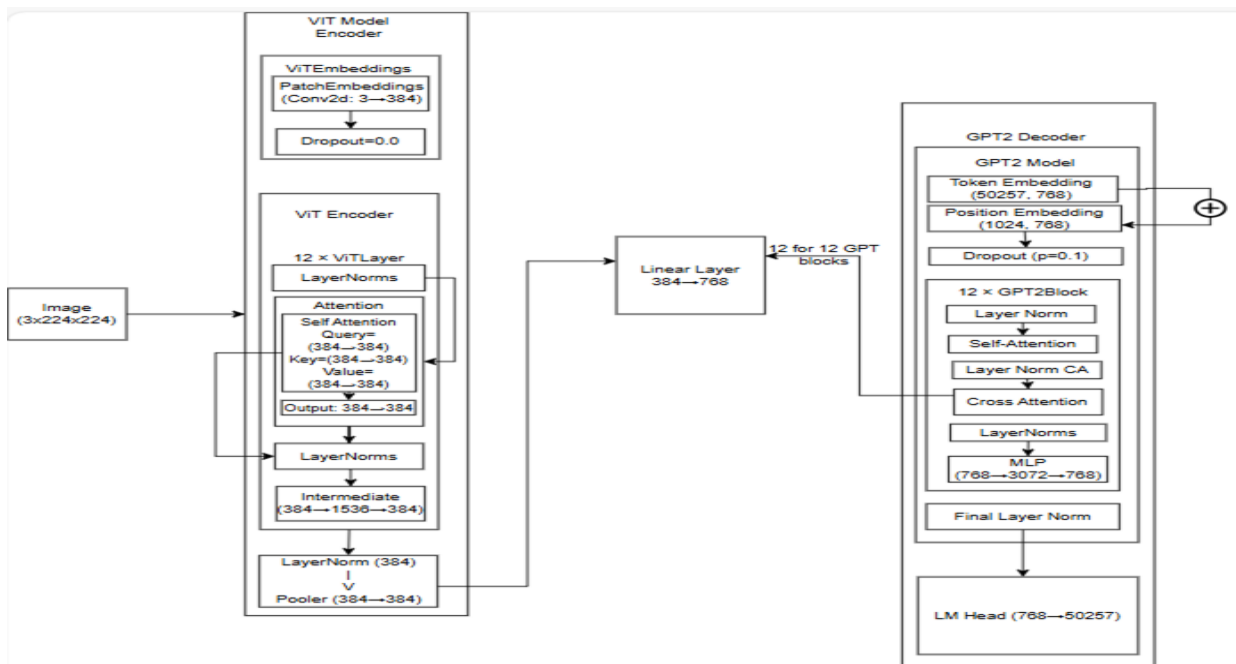 Image
(3x224x224)
ViT Model
Encoder
ViTEmbeddings
PatchEmbeddings
(Conv2d: 3→384)
Dropout=0.0
ViT Encoder
12 × ViTLayer
LayerNorms
Attention
Self Attention
Query=
(384→384)
Key=(384→384)
Value=
(384→384)
Output: 384→384
LayerNorms
Intermediate
(384→1536→384)
LayerNorm (384)
|
V
Pooler (384→384)
Linear Layer
384→768
12 for 12 GPT
blocks
GPT2 Decoder
GPT2 Model
Token Embedding
(50257, 768)
Position Embedding
(1024, 768)
Dropout (p=0.1)
12 × GPT2Block
Layer Norm
Self-Attention
Layer Norm CA
Cross Attention
LayerNorms
MLP
(768→3072→768)
Final Layer Norm
LM Head (768→50257)